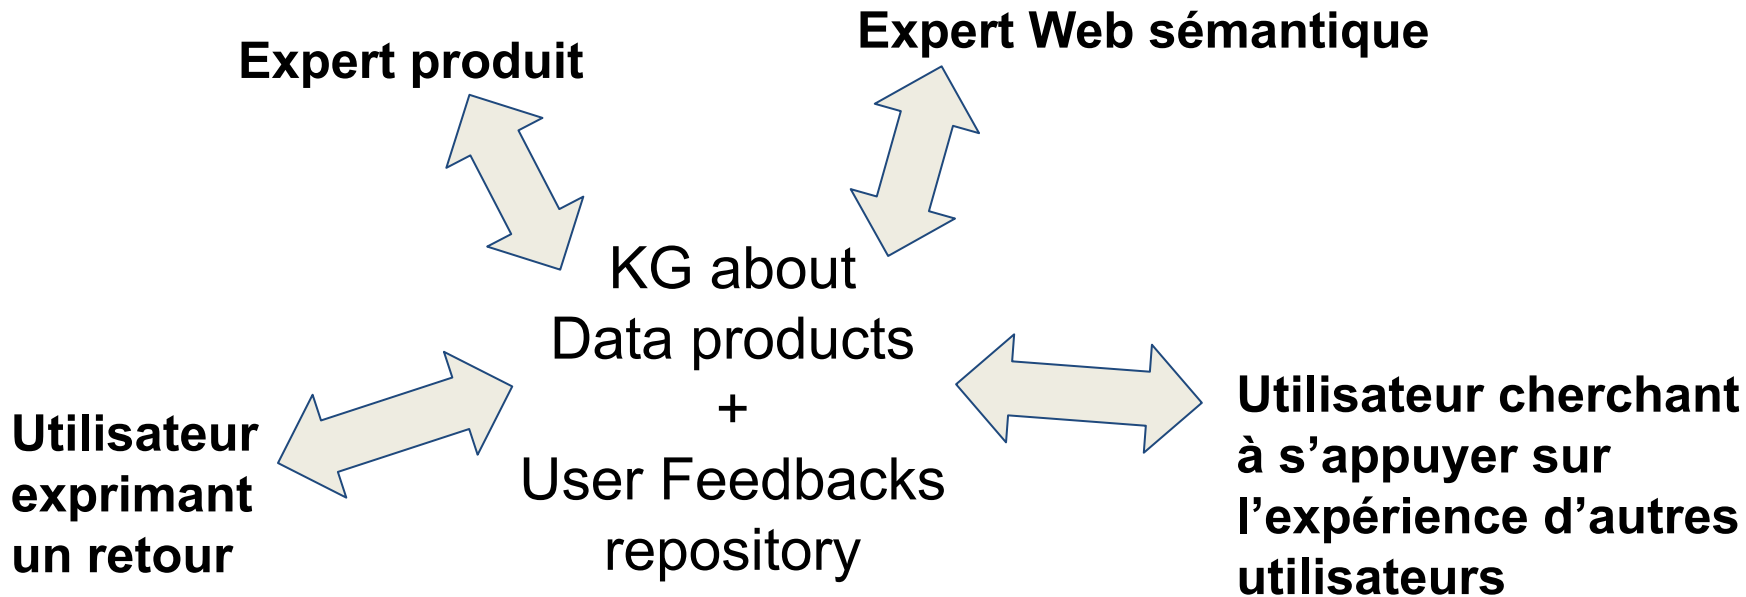 Expert produit
Expert Web sémantique
KG about
Data products
+
User Feedbacks
repository
Utilisateur
exprimant
un retour
Utilisateur cherchant
à s’appuyer sur
l’expérience d’autres
utilisateurs